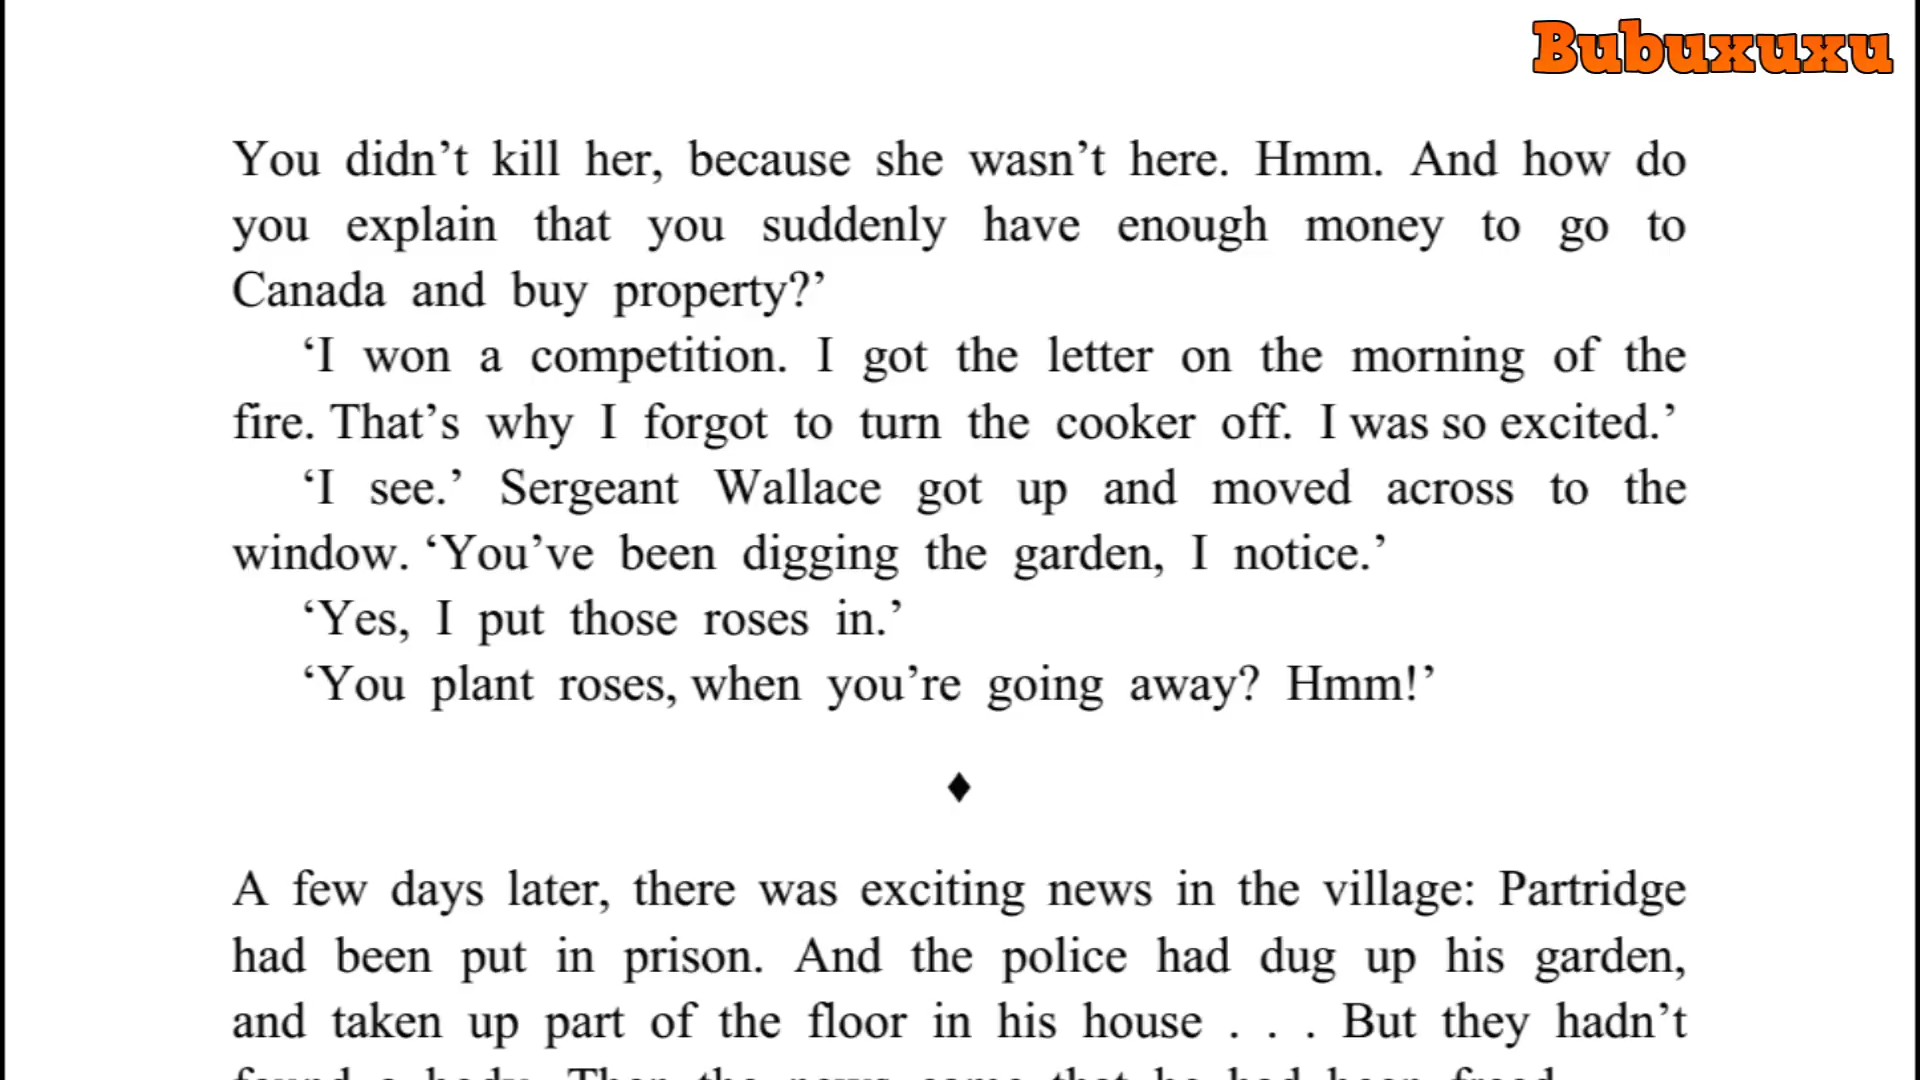 Bubuxuxu
You didn’t kill her, because she wasn’t here. Hmm. And how do
you explain that you suddenly have enough money to go to
Canada and buy property?’
‘I won a competition. I got the letter on the morning of the
fire. That’s why I forgot to turn the cooker off. I was so excited.’
‘I see.’ Sergeant Wallace got up and moved across to the
window. ‘You’ve been digging the garden, I notice.’
‘Yes, I put those roses in.’
‘You plant roses, when you’re going away? Hmm!’
♦
A few days later, there was exciting news in the village: Partridge
had been put in prison. And the police had dug up his garden,
and taken up part of the floor in his house . . . But they hadn’t